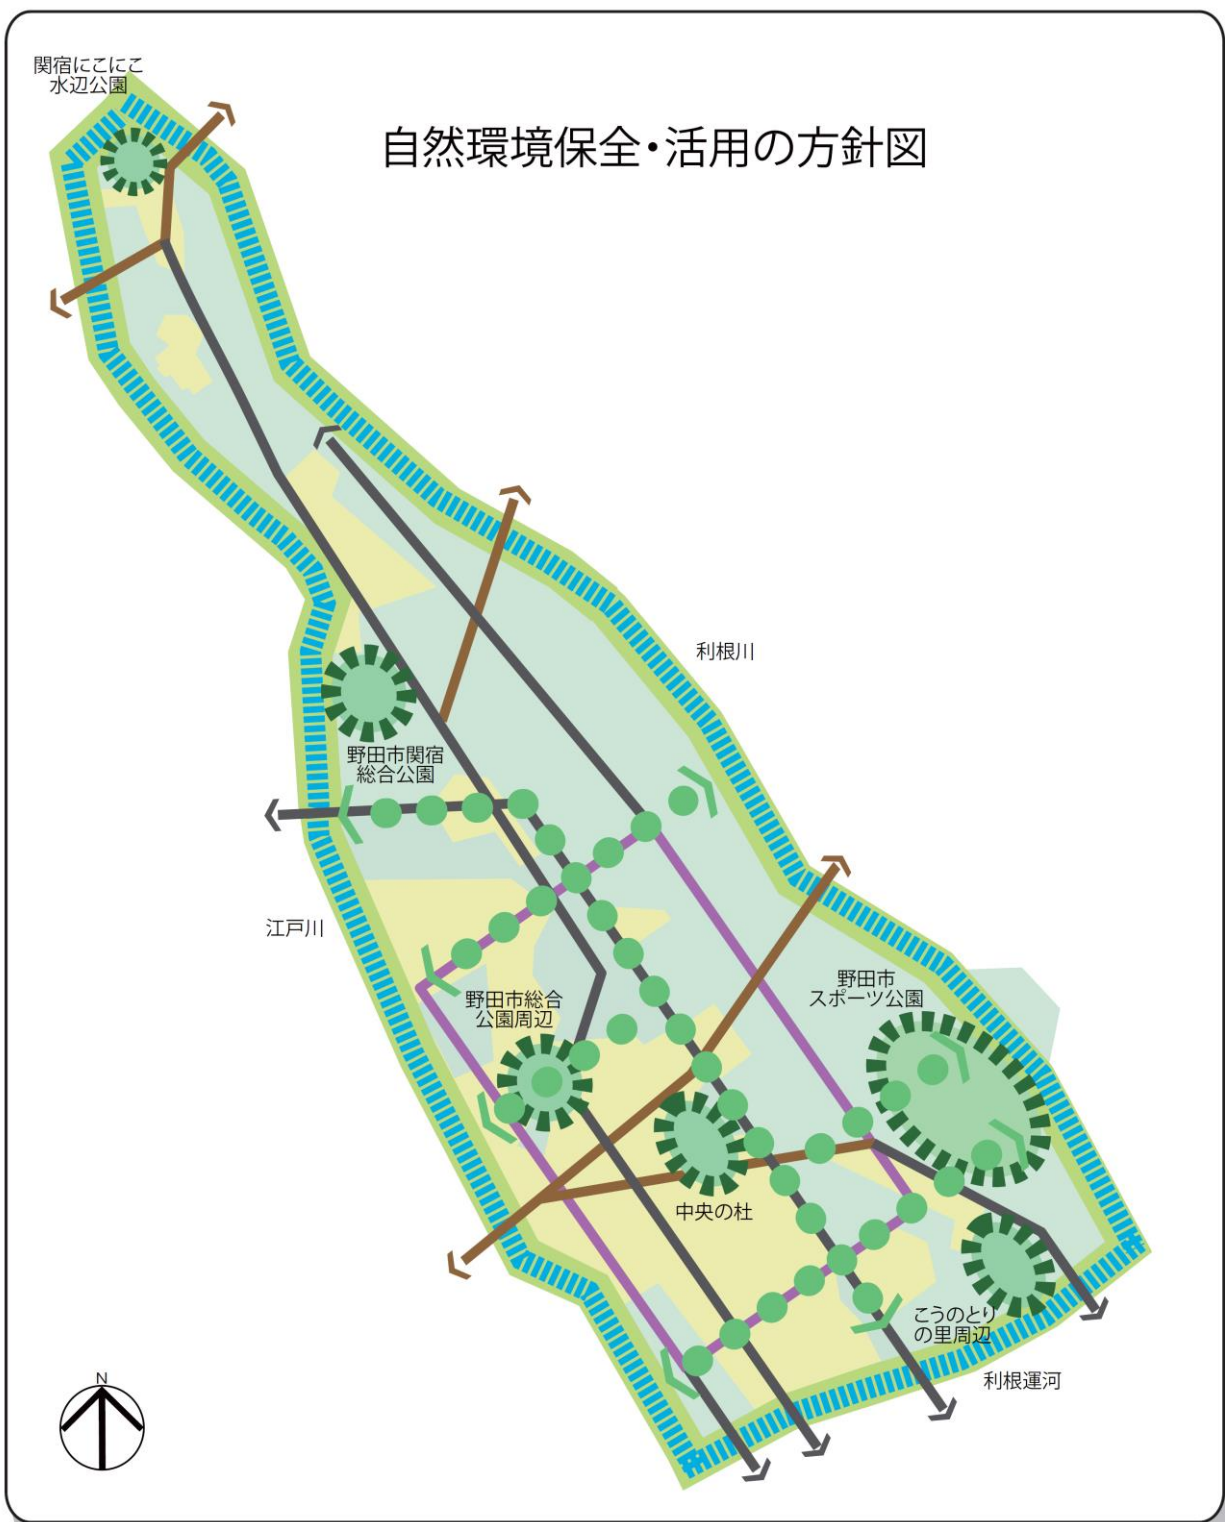 関宿にこにこ
水辺公園
自然環境保全・活用の方針図
利根川
野田市関宿
総合公園
江戸川
野田市
スポーツ公園
野田市総合
公園周辺
中央の杜
こうのとり
の里周辺
利根運河
N